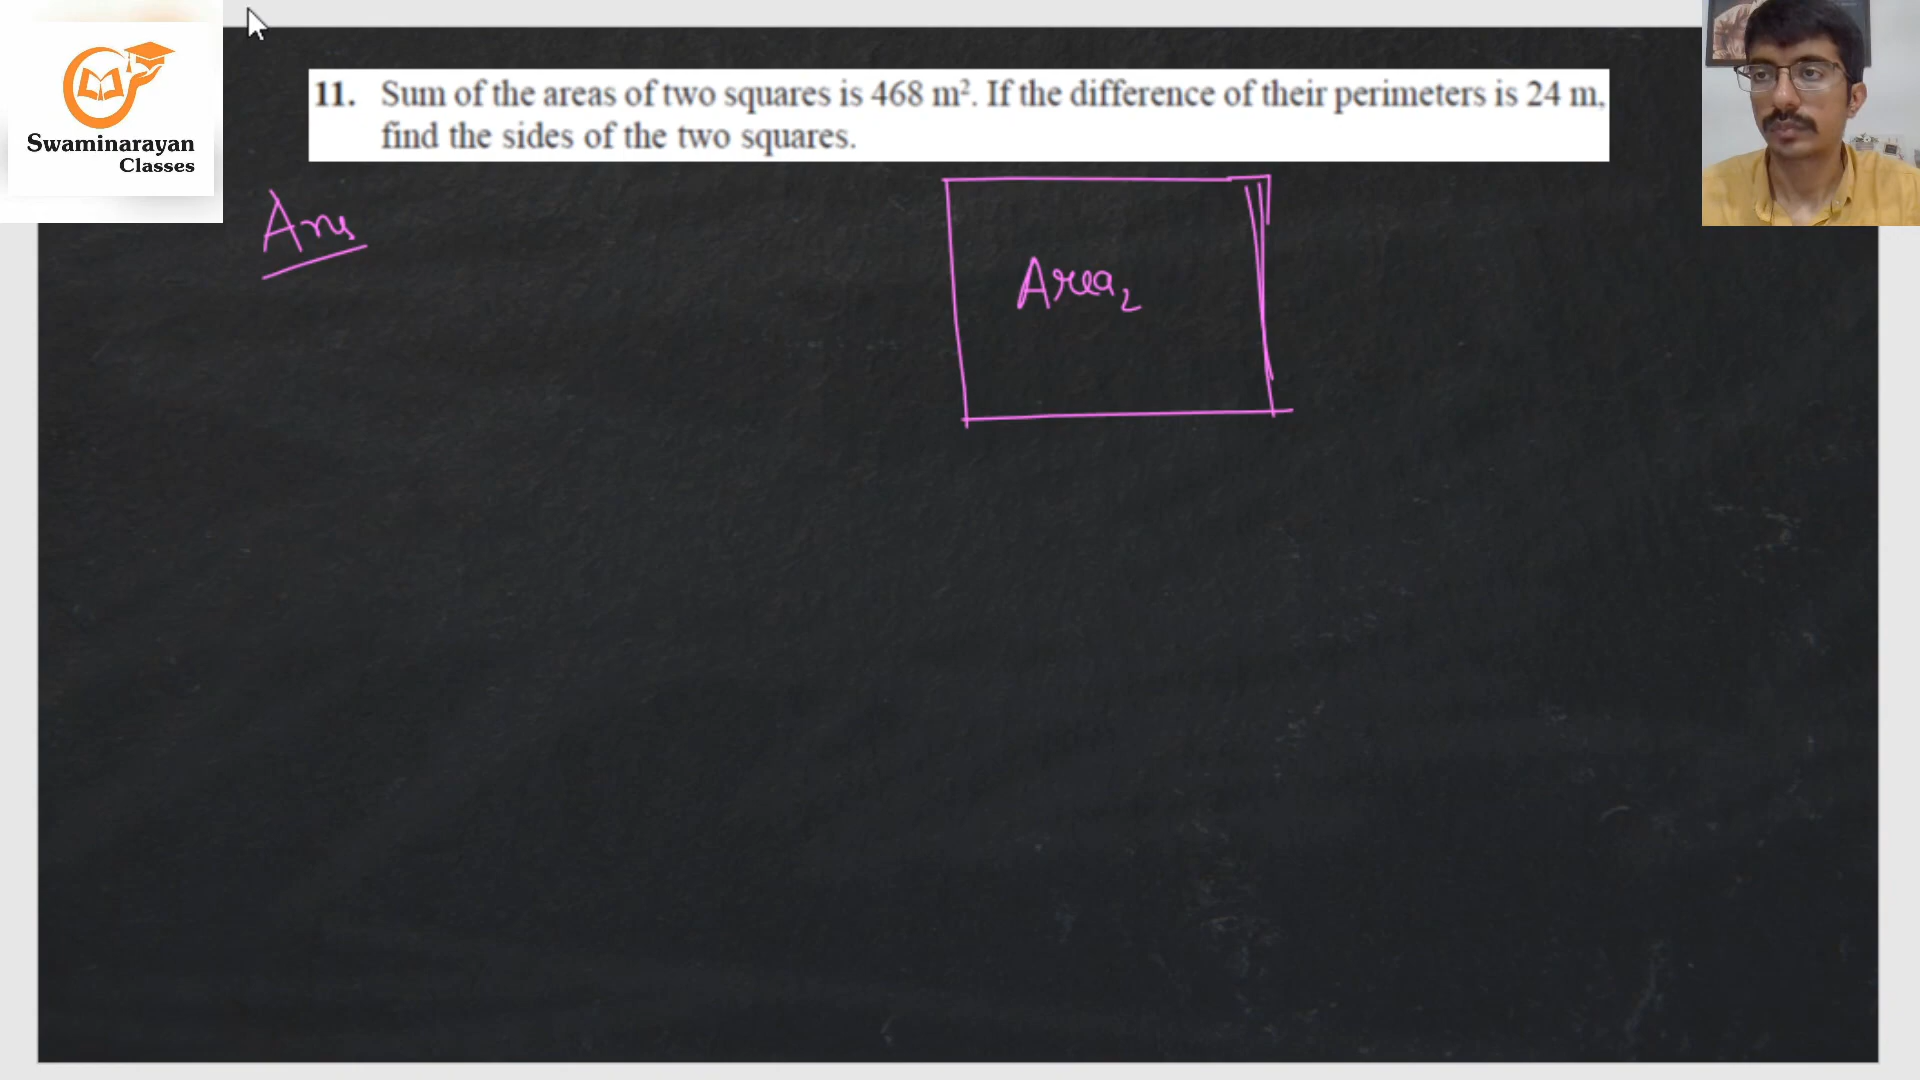 Swaminarayan
Classes
11. Sum of the areas of two squares is 468 m². If the difference of their perimeters is 24 m,
find the sides of the two squares.
Ans
Area₂